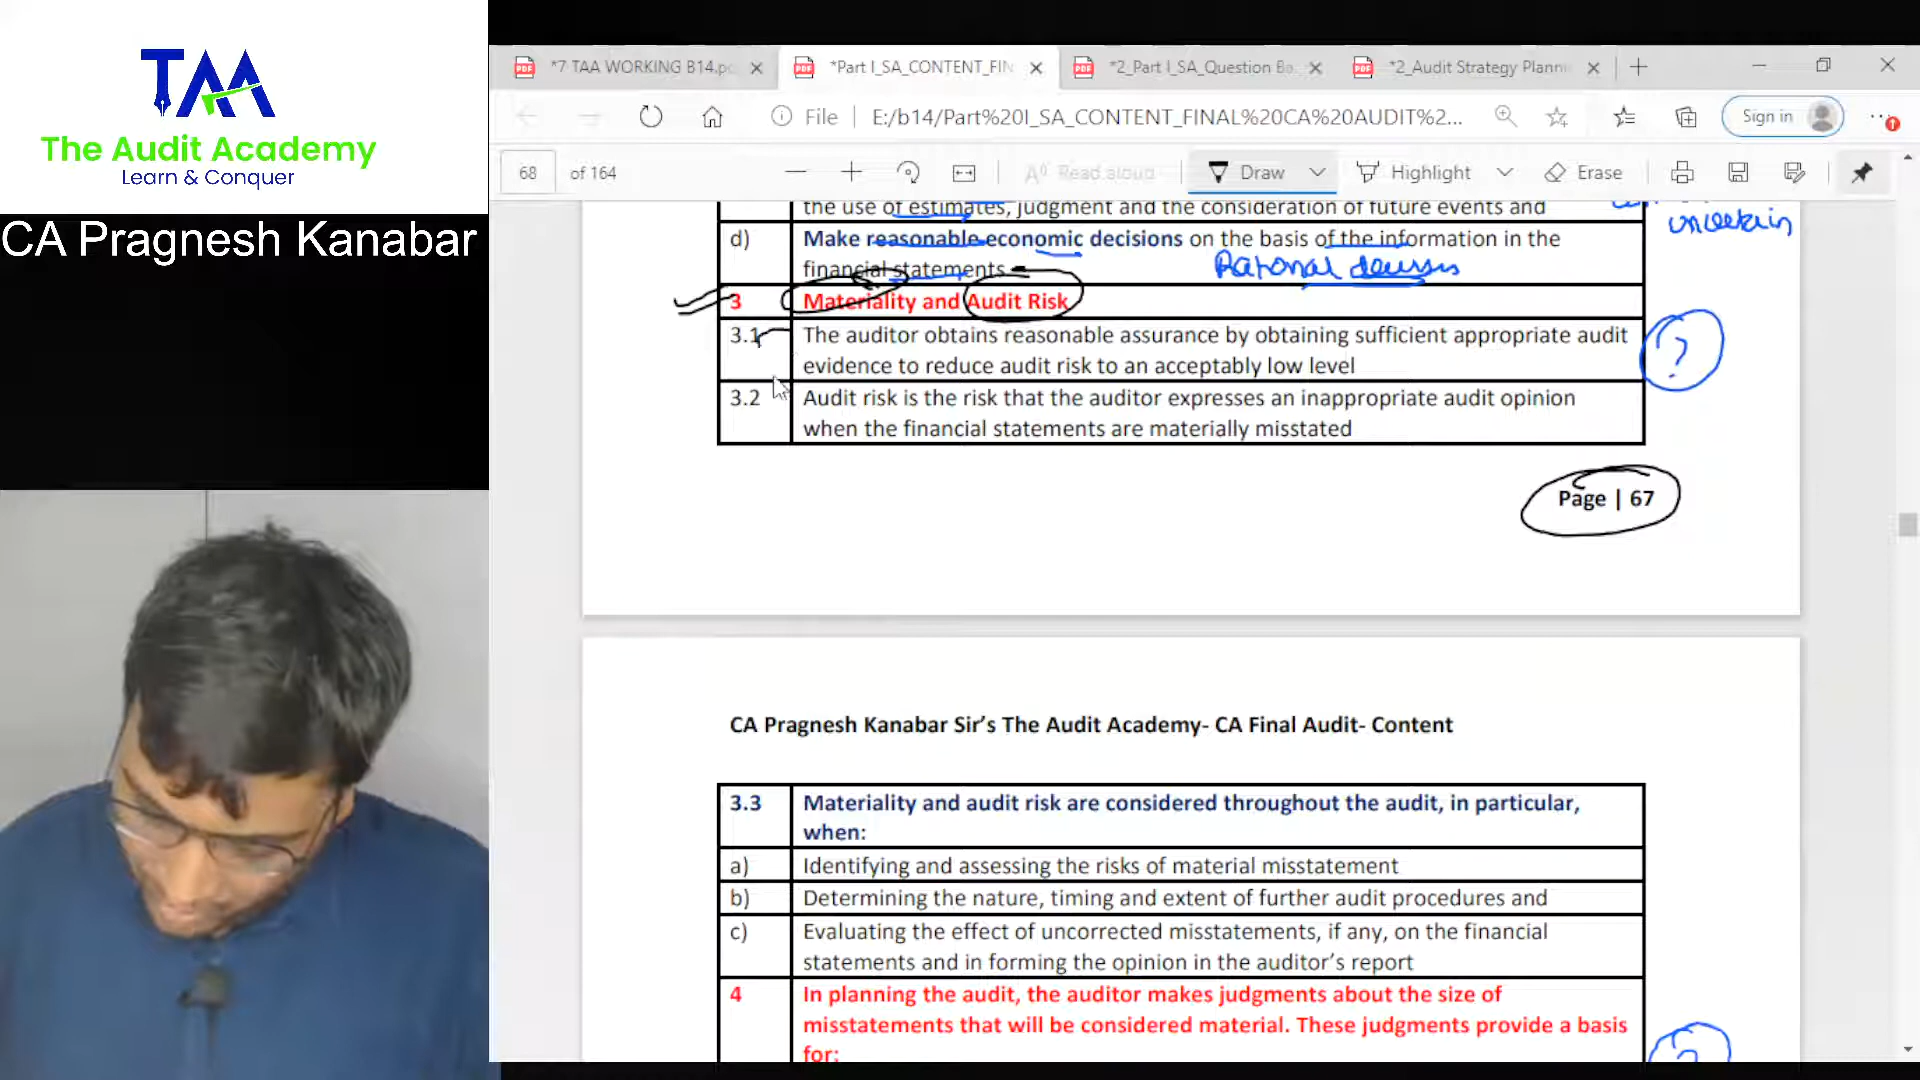 TAA
The Audit Academy
Learn & Conquer
CA Pragnesh Kanabar
*7 TAA WORKING B14.pc
*Part I_SA_CONTENT_FIN
*2_Part I_SA_Question Ba
*2_Audit Strategy Planni
File
E:/b14/Part%20I_SA_CONTENT_FINAL%20CA%20AUDIT%2...
Sign in
68 of 164
Read aloud
Draw
Highlight
Erase
the use of estimates, judgment and the consideration of future events and
uncertain
d) Make reasonable economic decisions on the basis of the information in the
financial statements
Rational
3 Materiality and Audit Risk
3.1 The auditor obtains reasonable assurance by obtaining sufficient appropriate audit
evidence to reduce audit risk to an acceptably low level
?
3.2 Audit risk is the risk that the auditor expresses an inappropriate audit opinion
when the financial statements are materially misstated
Page | 67
CA Pragnesh Kanabar Sir’s The Audit Academy- CA Final Audit- Content
3.3 Materiality and audit risk are considered throughout the audit, in particular,
when:
a) Identifying and assessing the risks of material misstatement
b) Determining the nature, timing and extent of further audit procedures and
c) Evaluating the effect of uncorrected misstatements, if any, on the financial
statements and in forming the opinion in the auditor’s report
4 In planning the audit, the auditor makes judgments about the size of
misstatements that will be considered material. These judgments provide a basis
for: